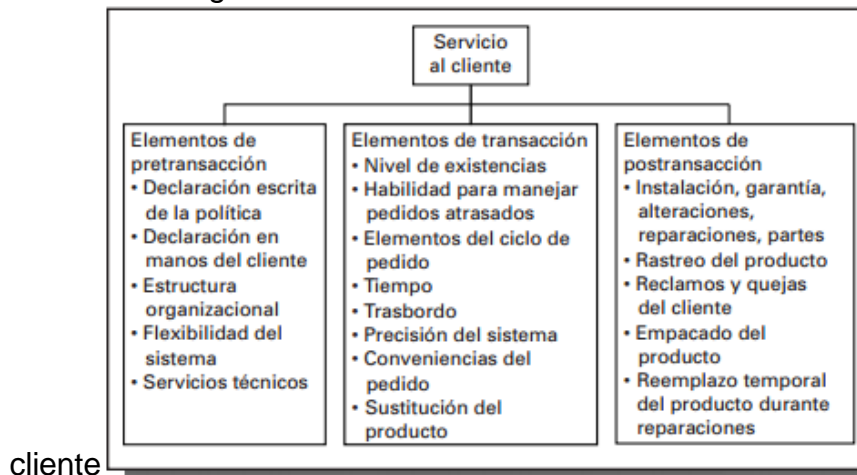 Servicio
al cliente
Elementos de
pretransacción
• Declaración escrita
de la política
• Declaración en
manos del cliente
• Estructura
organizacional
• Flexibilidad del
sistema
• Servicios técnicos
Elementos de transacción
• Nivel de existencias
• Habilidad para manejar
pedidos atrasados
• Elementos del ciclo de
pedido
• Tiempo
• Trasbordo
• Precisión del sistema
• Conveniencias del
pedido
• Sustitución del
producto
Elementos de
postransacción
• Instalación, garantía,
alteraciones,
reparaciones, partes
• Rastreo del producto
• Reclamos y quejas
del cliente
• Empacado del
producto
• Reemplazo temporal
del producto durante
reparaciones
cliente